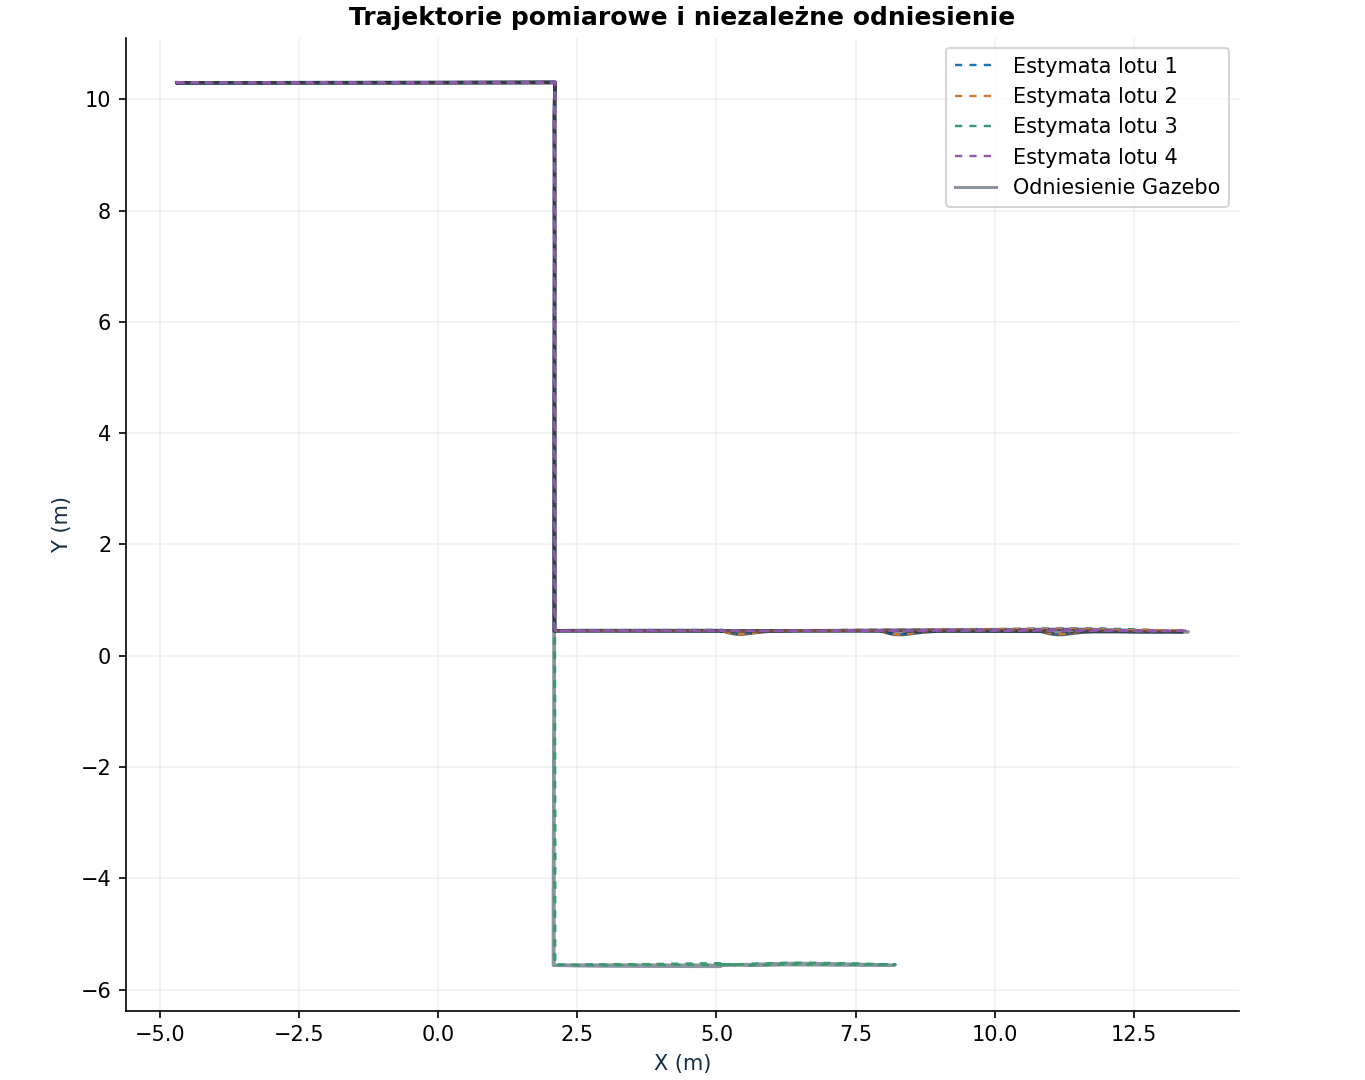 Trajektorie pomiarowe i niezależne odniesienie
Estymata lotu 1
Estymata lotu 2
Estymata lotu 3
Estymata lotu 4
Odniesienie Gazebo
10
8
6
4
2
0
−2
−4
−6
Y (m)
−5.0 −2.5 0.0 2.5 5.0 7.5 10.0 12.5
X (m)